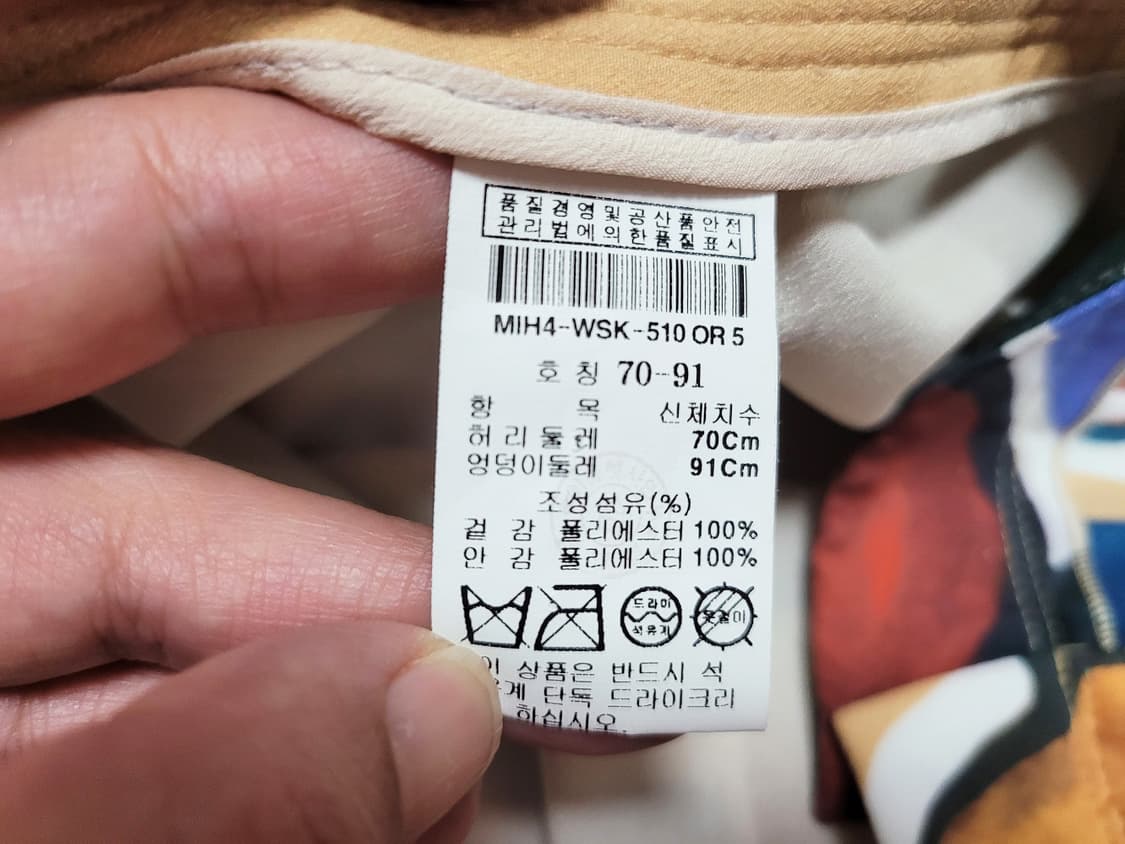 품질경영및공산품안전
관리법에의한품질표시
MIH4-WSK-510 OR 5
호 칭 70-91
항 목 신체치수
허리둘레 70Cm
엉덩이둘레 91Cm
조성섬유(%)
겉 감 폴리에스터 100%
안 감 폴리에스터 100%
드라이
석유계
옷걸이
상품은 반드시 석
단독 드라이크리
하십시오.